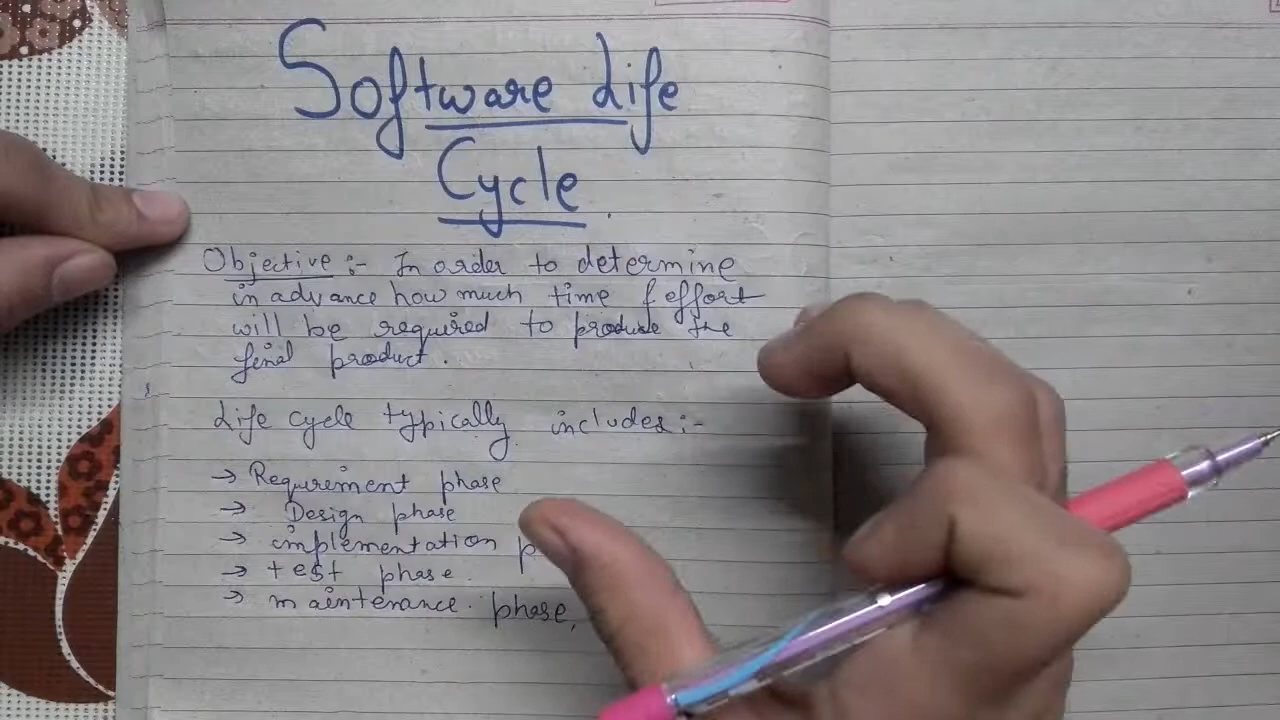 Software Life
Cycle
Objective :- In order to determine
in advance how much time & effort
will be required to produce the
final product.
Life cycle typically includes :-
→ Requriement phase
→ Design phase
→ implementation p
→ test phase.
→ maintenance. phase,